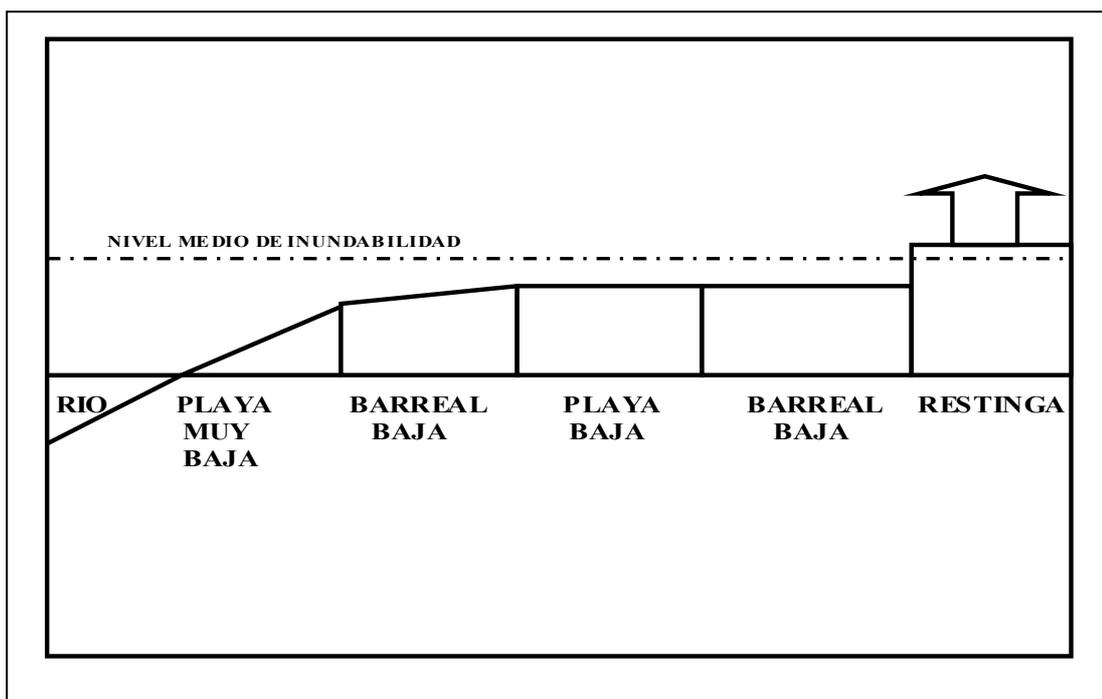 NIVEL MEDIO DE INUNDABILIDAD
RIO
PLAYA
MUY
BAJA
BARREAL
BAJA
PLAYA
BAJA
BARREAL
BAJA
RESTINGA